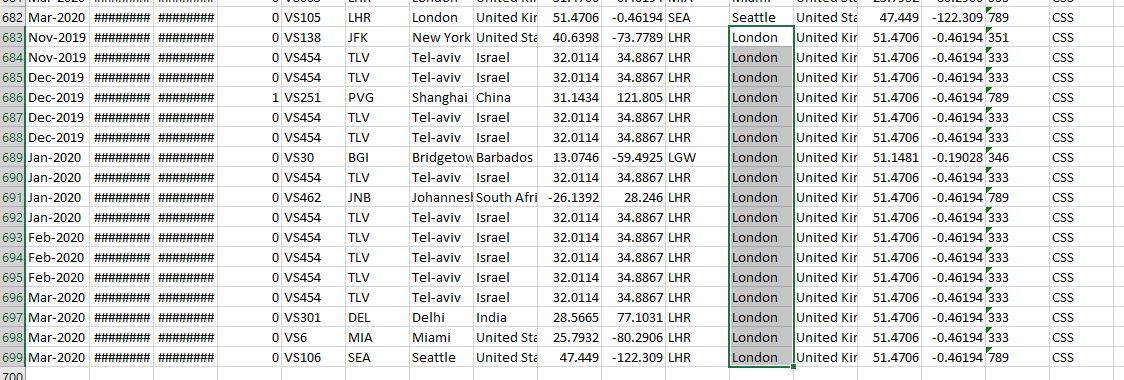 682 Mar-2020 ######## ######## 0 VS105 LHR London United Kir 51.4706 -0.46194 SEA Seattle United Sta 47.449 -122.309 789 CSS
683 Nov-2019 ######## ######## 0 VS138 JFK New York United Sta 40.6398 -73.7789 LHR London United Kir 51.4706 -0.46194 351 CSS
684 Nov-2019 ######## ######## 0 VS454 TLV Tel-aviv Israel 32.0114 34.8867 LHR London United Kir 51.4706 -0.46194 333 CSS
685 Dec-2019 ######## ######## 0 VS454 TLV Tel-aviv Israel 32.0114 34.8867 LHR London United Kir 51.4706 -0.46194 333 CSS
686 Dec-2019 ######## ######## 1 VS251 PVG Shanghai China 31.1434 121.805 LHR London United Kir 51.4706 -0.46194 789 CSS
687 Dec-2019 ######## ######## 0 VS454 TLV Tel-aviv Israel 32.0114 34.8867 LHR London United Kir 51.4706 -0.46194 333 CSS
688 Dec-2019 ######## ######## 0 VS454 TLV Tel-aviv Israel 32.0114 34.8867 LHR London United Kir 51.4706 -0.46194 333 CSS
689 Jan-2020 ######## ######## 0 VS30 BGI Bridgetow Barbados 13.0746 -59.4925 LGW London United Kir 51.1481 -0.19028 346 CSS
690 Jan-2020 ######## ######## 0 VS454 TLV Tel-aviv Israel 32.0114 34.8867 LHR London United Kir 51.4706 -0.46194 333 CSS
691 Jan-2020 ######## ######## 0 VS462 JNB Johannesb South Afri -26.1392 28.246 LHR London United Kir 51.4706 -0.46194 789 CSS
692 Jan-2020 ######## ######## 0 VS454 TLV Tel-aviv Israel 32.0114 34.8867 LHR London United Kir 51.4706 -0.46194 333 CSS
693 Feb-2020 ######## ######## 0 VS454 TLV Tel-aviv Israel 32.0114 34.8867 LHR London United Kir 51.4706 -0.46194 333 CSS
694 Feb-2020 ######## ######## 0 VS454 TLV Tel-aviv Israel 32.0114 34.8867 LHR London United Kir 51.4706 -0.46194 333 CSS
695 Feb-2020 ######## ######## 0 VS454 TLV Tel-aviv Israel 32.0114 34.8867 LHR London United Kir 51.4706 -0.46194 333 CSS
696 Mar-2020 ######## ######## 0 VS454 TLV Tel-aviv Israel 32.0114 34.8867 LHR London United Kir 51.4706 -0.46194 333 CSS
697 Mar-2020 ######## ######## 0 VS301 DEL Delhi India 28.5665 77.1031 LHR London United Kir 51.4706 -0.46194 333 CSS
698 Mar-2020 ######## ######## 0 VS6 MIA Miami United Sta 25.7932 -80.2906 LHR London United Kir 51.4706 -0.46194 333 CSS
699 Mar-2020 ######## ######## 0 VS106 SEA Seattle United Sta 47.449 -122.309 LHR London United Kir 51.4706 -0.46194 789 CSS
700